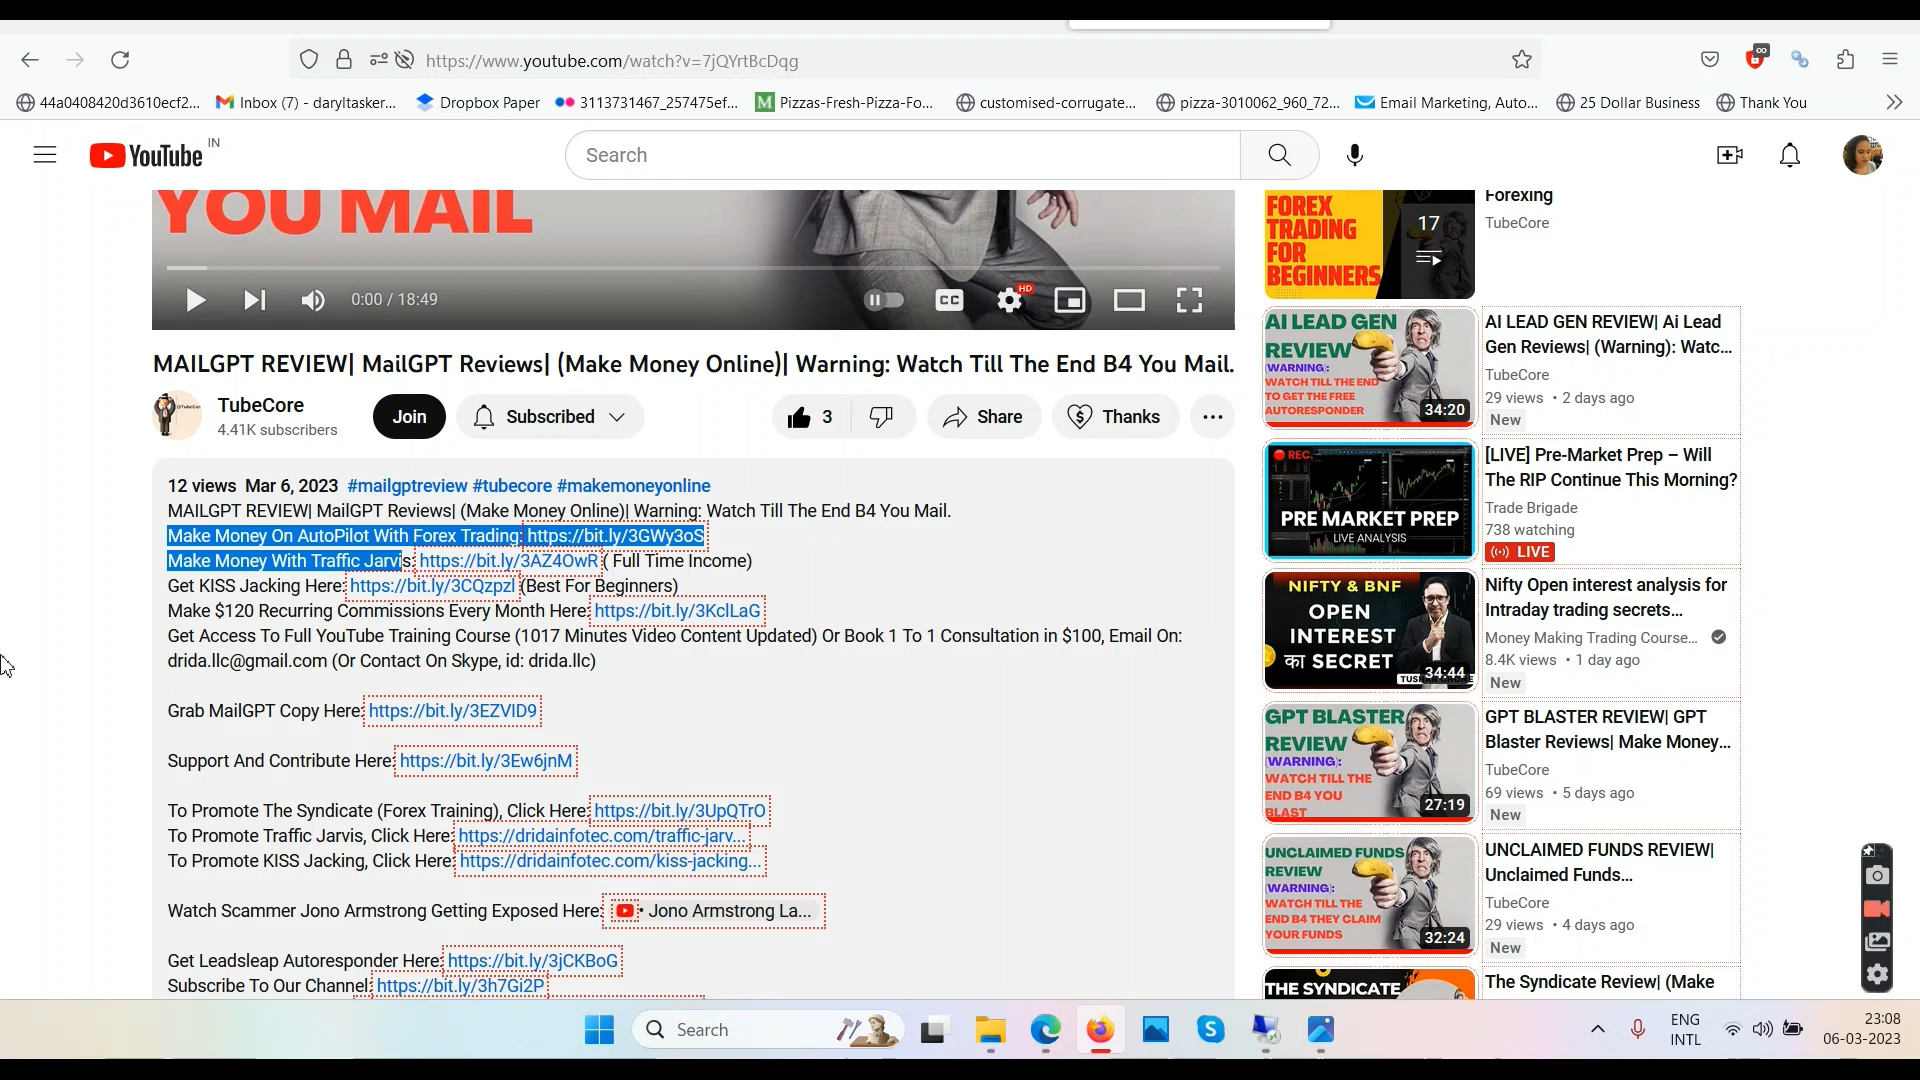 https://www.youtube.com/watch?v=7jQYrtBcDqg
44a0408420d3610ecf2...
Inbox (7) - daryltasker...
Dropbox Paper
3113731467_257475ef...
Pizzas-Fresh-Pizza-Fo...
customised-corrugate...
pizza-3010062_960_72...
Email Marketing, Auto...
25 Dollar Business
Thank You
YouTube IN
Search
YOU MAIL
0:00 / 18:49
CC
HD
MAILGPT REVIEW| MailGPT Reviews| (Make Money Online)| Warning: Watch Till The End B4 You Mail.
TubeCore
4.41K subscribers
Join
Subscribed
3
Share
Thanks
12 views Mar 6, 2023 #mailgptreview #tubecore #makemoneyonline
MAILGPT REVIEW| MailGPT Reviews| (Make Money Online)| Warning: Watch Till The End B4 You Mail.
Make Money On AutoPilot With Forex Trading: https://bit.ly/3GWy3oS
Make Money With Traffic Jarvis: https://bit.ly/3AZ4OwR ( Full Time Income)
Get KISS Jacking Here: https://bit.ly/3CQzpzl (Best For Beginners)
Make $120 Recurring Commissions Every Month Here: https://bit.ly/3KclLaG
Get Access To Full YouTube Training Course (1017 Minutes Video Content Updated) Or Book 1 To 1 Consultation in $100, Email On:
drida.llc@gmail.com (Or Contact On Skype, id: drida.llc)
Grab MailGPT Copy Here: https://bit.ly/3EZVID9
Support And Contribute Here: https://bit.ly/3Ew6jnM
To Promote The Syndicate (Forex Training), Click Here: https://bit.ly/3UpQTrO
To Promote Traffic Jarvis, Click Here: https://dridainfotec.com/traffic-jarv...
To Promote KISS Jacking, Click Here: https://dridainfotec.com/kiss-jacking...
Watch Scammer Jono Armstrong Getting Exposed Here: • Jono Armstrong La...
Get Leadsleap Autoresponder Here: https://bit.ly/3jCKBoG
Subscribe To Our Channel: https://bit.ly/3h7Gi2P
FOREX
TRADING
FOR
BEGINNERS
17
Forexing
TubeCore
AI LEAD GEN
REVIEW
(WARNING):
WATCH TILL THE END
TO GET THE FREE
AUTORESPONDER
34:20
AI LEAD GEN REVIEW| Ai Lead
Gen Reviews| (Warning): Watc...
TubeCore
29 views • 2 days ago
New
REC.
PRE MARKET PREP
LIVE ANALYSIS
[LIVE] Pre-Market Prep – Will
The RIP Continue This Morning?
Trade Brigade
738 watching
LIVE
NIFTY & BNF
OPEN
INTEREST
का SECRET
34:44
Nifty Open interest analysis for
Intraday trading secrets...
Money Making Trading Course...
8.4K views • 1 day ago
New
GPT BLASTER
REVIEW
(WARNING):
WATCH TILL THE
END B4 YOU
BLAST
27:19
GPT BLASTER REVIEW| GPT
Blaster Reviews| Make Money...
TubeCore
69 views • 5 days ago
New
UNCLAIMED FUNDS
REVIEW
(WARNING):
WATCH TILL THE
END B4 THEY CLAIM
YOUR FUNDS
32:24
UNCLAIMED FUNDS REVIEW|
Unclaimed Funds...
TubeCore
29 views • 4 days ago
New
THE SYNDICATE
The Syndicate Review| (Make
Search
ENG
INTL
23:08
06-03-2023